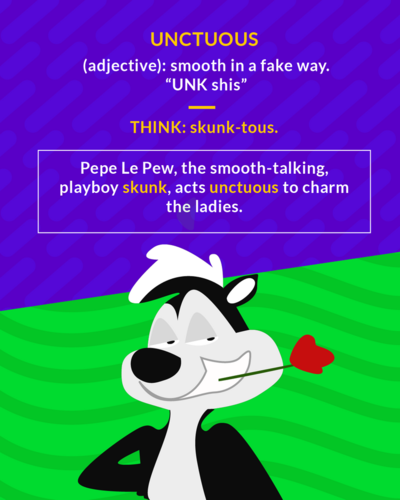 UNCTUOUS
(adjective): smooth in a fake way.
“UNK shis”
THINK: skunk-tous.
Pepe Le Pew, the smooth-talking,
playboy skunk, acts unctuous to charm
the ladies.